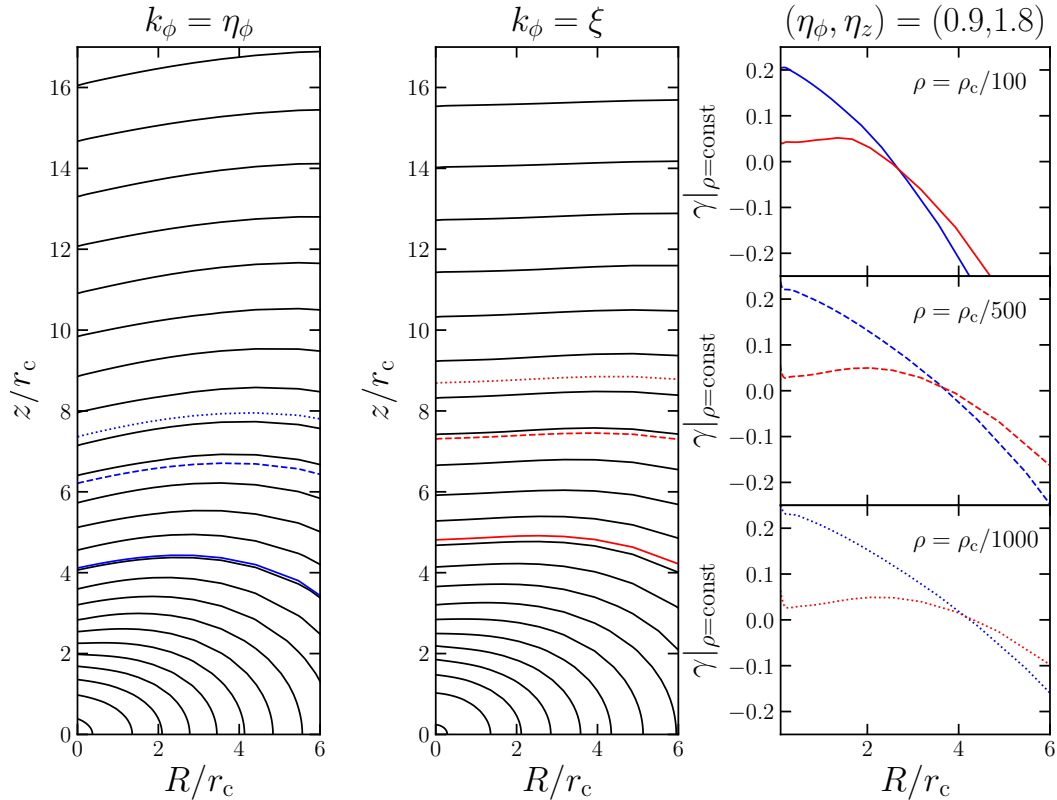 k_ϕ = η_ϕ
z/r_c
16
14
12
10
8
6
4
2
0
0 2 4 6
R/r_c
k_ϕ = ξ
z/r_c
16
14
12
10
8
6
4
2
0
0 2 4 6
R/r_c
(η_ϕ, η_z) = (0.9,1.8)
γ|_ρ=const
0.2
0.1
0.0
−0.1
−0.2
ρ = ρ_c/100
γ|_ρ=const
0.2
0.1
0.0
−0.1
−0.2
ρ = ρ_c/500
γ|_ρ=const
0.2
0.1
0.0
−0.1
−0.2
ρ = ρ_c/1000
2 4 6
R/r_c